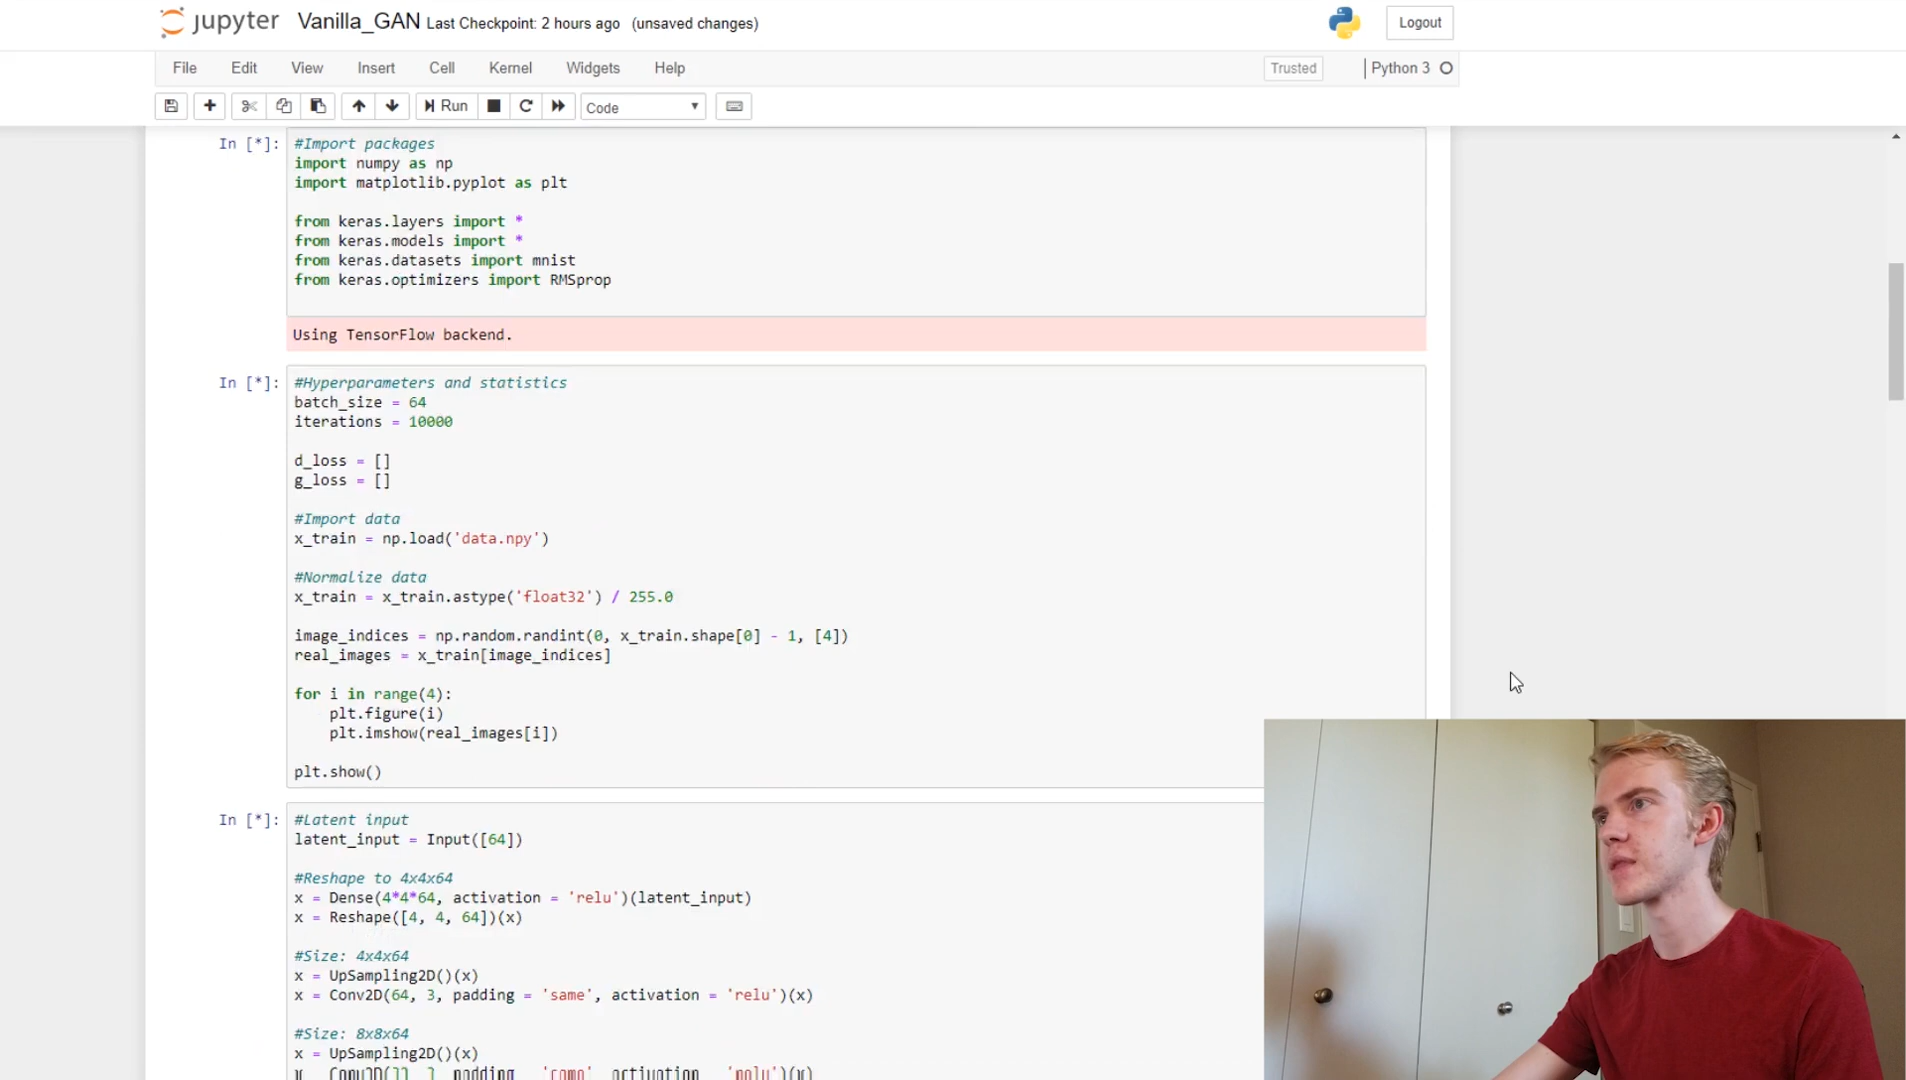 jupyter Vanilla_GAN Last Checkpoint: 2 hours ago (unsaved changes) Logout
File Edit View Insert Cell Kernel Widgets Help Trusted Python 3
Run Code
In [*]: #Import packages
import numpy as np
import matplotlib.pyplot as plt
from keras.layers import *
from keras.models import *
from keras.datasets import mnist
from keras.optimizers import RMSprop
Using TensorFlow backend.
In [*]: #Hyperparameters and statistics
batch_size = 64
iterations = 10000
d_loss = []
g_loss = []
#Import data
x_train = np.load('data.npy')
#Normalize data
x_train = x_train.astype('float32') / 255.0
image_indices = np.random.randint(0, x_train.shape[0] - 1, [4])
real_images = x_train[image_indices]
for i in range(4):
plt.figure(i)
plt.imshow(real_images[i])
plt.show()
In [*]: #Latent input
latent_input = Input([64])
#Reshape to 4x4x64
x = Dense(4*4*64, activation = 'relu')(latent_input)
x = Reshape([4, 4, 64])(x)
#Size: 4x4x64
x = UpSampling2D()(x)
x = Conv2D(64, 3, padding = 'same', activation = 'relu')(x)
#Size: 8x8x64
x = UpSampling2D()(x)